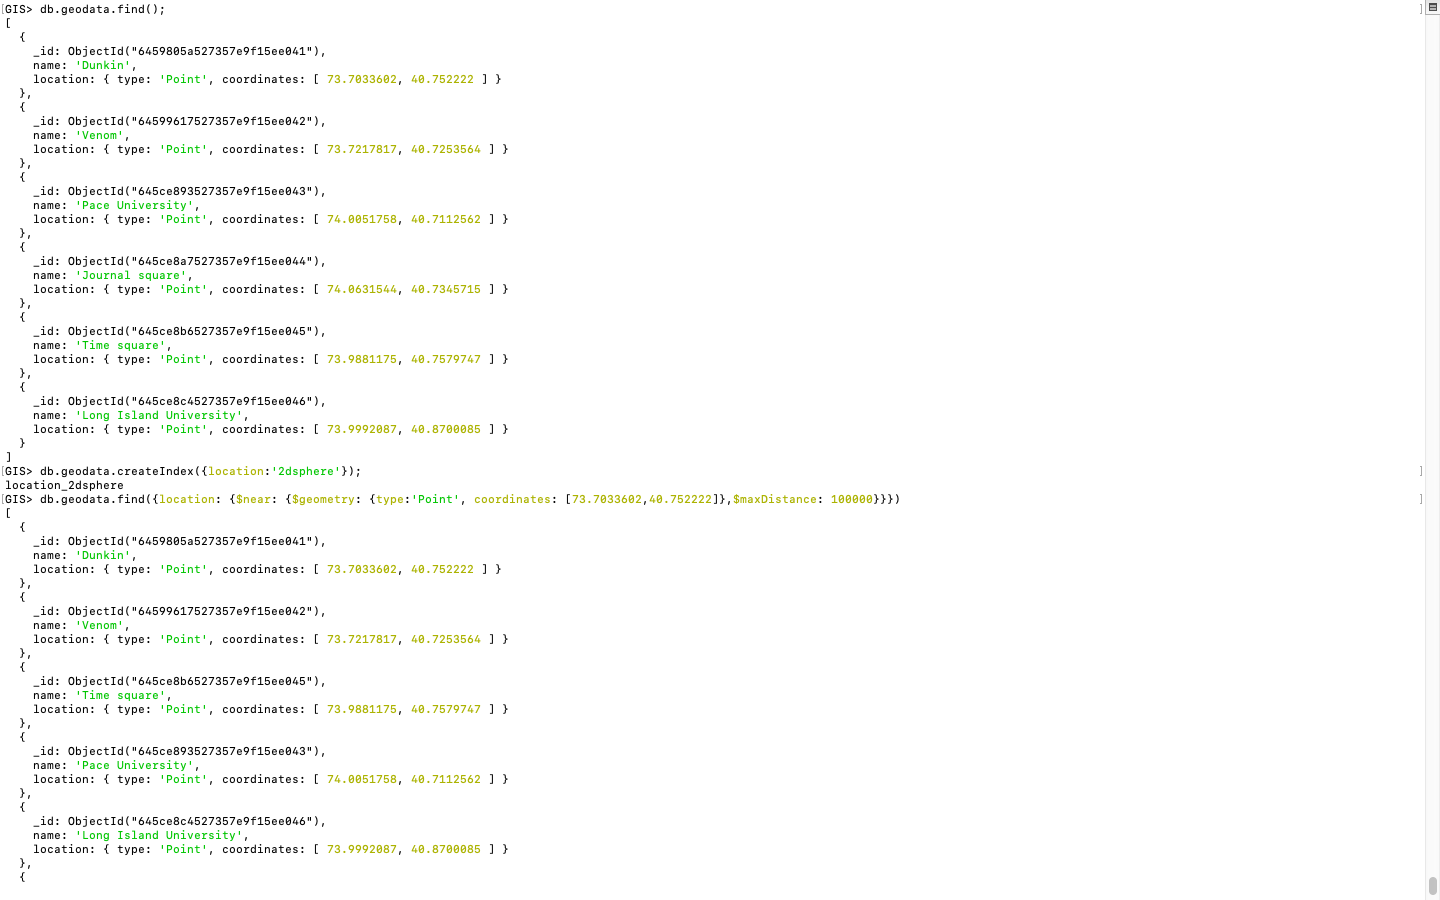 [GIS> db.geodata.find(); ]
[
  {
    _id: ObjectId("6459805a527357e9f15ee041"),
    name: 'Dunkin',
    location: { type: 'Point', coordinates: [ 73.7033602, 40.752222 ] }
  },
  {
    _id: ObjectId("64599617527357e9f15ee042"),
    name: 'Venom',
    location: { type: 'Point', coordinates: [ 73.7217817, 40.7253564 ] }
  },
  {
    _id: ObjectId("645ce893527357e9f15ee043"),
    name: 'Pace University',
    location: { type: 'Point', coordinates: [ 74.0051758, 40.7112562 ] }
  },
  {
    _id: ObjectId("645ce8a7527357e9f15ee044"),
    name: 'Journal square',
    location: { type: 'Point', coordinates: [ 74.0631544, 40.7345715 ] }
  },
  {
    _id: ObjectId("645ce8b6527357e9f15ee045"),
    name: 'Time square',
    location: { type: 'Point', coordinates: [ 73.9881175, 40.7579747 ] }
  },
  {
    _id: ObjectId("645ce8c4527357e9f15ee046"),
    name: 'Long Island University',
    location: { type: 'Point', coordinates: [ 73.9992087, 40.8700085 ] }
  }
]
[GIS> db.geodata.createIndex({location:'2dsphere'}); ]
location_2dsphere
[GIS> db.geodata.find({location: {$near: {$geometry: {type:'Point', coordinates: [73.7033602,40.752222]},$maxDistance: 100000}}}) ]
[
  {
    _id: ObjectId("6459805a527357e9f15ee041"),
    name: 'Dunkin',
    location: { type: 'Point', coordinates: [ 73.7033602, 40.752222 ] }
  },
  {
    _id: ObjectId("64599617527357e9f15ee042"),
    name: 'Venom',
    location: { type: 'Point', coordinates: [ 73.7217817, 40.7253564 ] }
  },
  {
    _id: ObjectId("645ce8b6527357e9f15ee045"),
    name: 'Time square',
    location: { type: 'Point', coordinates: [ 73.9881175, 40.7579747 ] }
  },
  {
    _id: ObjectId("645ce893527357e9f15ee043"),
    name: 'Pace University',
    location: { type: 'Point', coordinates: [ 74.0051758, 40.7112562 ] }
  },
  {
    _id: ObjectId("645ce8c4527357e9f15ee046"),
    name: 'Long Island University',
    location: { type: 'Point', coordinates: [ 73.9992087, 40.8700085 ] }
  },
  {